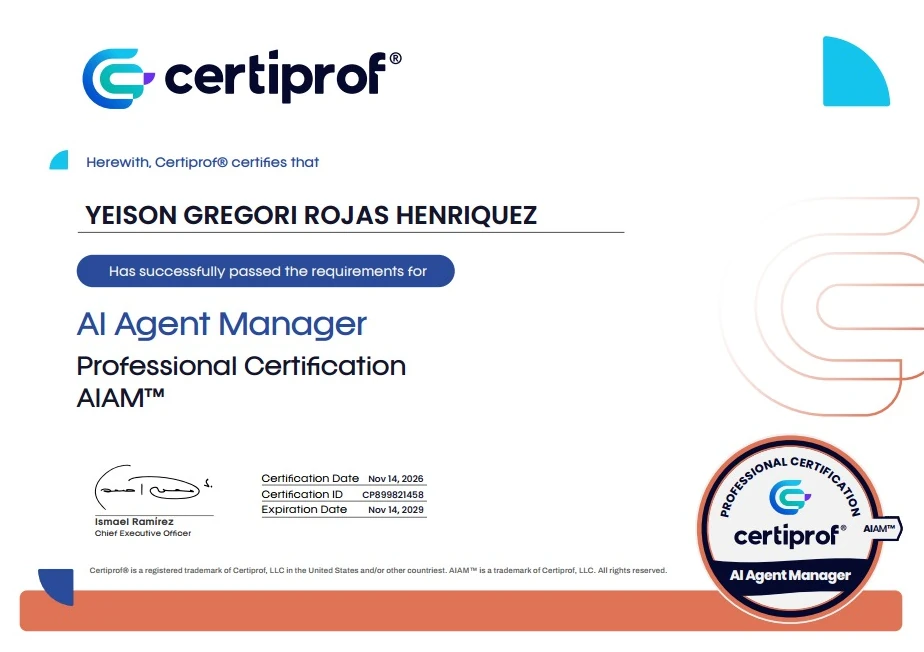 certiprof®
Herewith, Certiprof® certifies that
YEISON GREGORI ROJAS HENRIQUEZ
Has successfully passed the requirements for
AI Agent Manager
Professional Certification
AIAM™
Certification Date Nov 14, 2026
Certification ID CP899821458
Expiration Date Nov 14, 2029
Ismael Ramírez
Chief Executive Officer
PROFESSIONAL CERTIFICATION
certiprof®
AIAM™
AI Agent Manager
Certiprof® is a registered trademark of Certiprof, LLC in the United States and/or other countriest. AIAM™ is a trademark of Certiprof, LLC. All rights reserved.